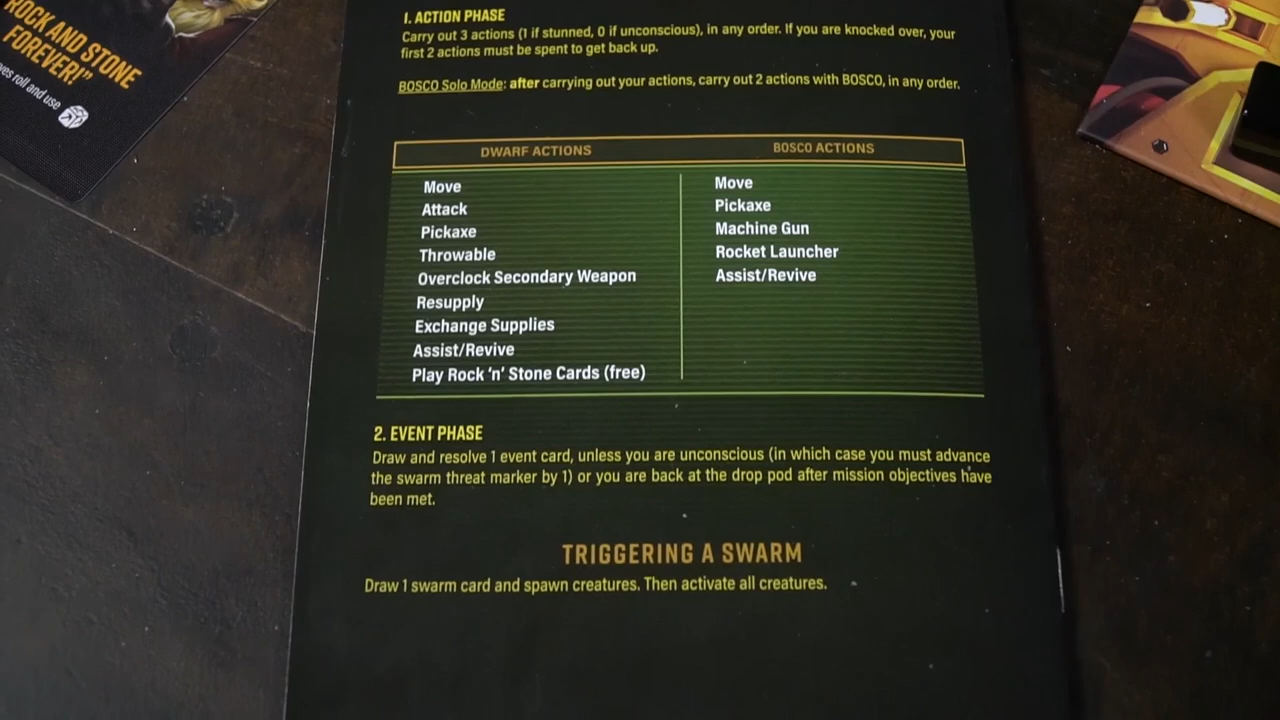 ROCK AND STONE
FOREVER!"
ves roll and use
1. ACTION PHASE
Carry out 3 actions (1 if stunned, 0 if unconscious), in any order. If you are knocked over, your
first 2 actions must be spent to get back up.
BOSCO Solo Mode: after carrying out your actions, carry out 2 actions with BOSCO, in any order.
DWARF ACTIONS
Move
Attack
Pickaxe
Throwable
Overclock Secondary Weapon
Resupply
Exchange Supplies
Assist/Revive
Play Rock 'n' Stone Cards (free)
BOSCO ACTIONS
Move
Pickaxe
Machine Gun
Rocket Launcher
Assist/Revive
2. EVENT PHASE
Draw and resolve 1 event card, unless you are unconscious (in which case you must advance
the swarm threat marker by 1) or you are back at the drop pod after mission objectives have
been met.
TRIGGERING A SWARM
Draw 1 swarm card and spawn creatures. Then activate all creatures.